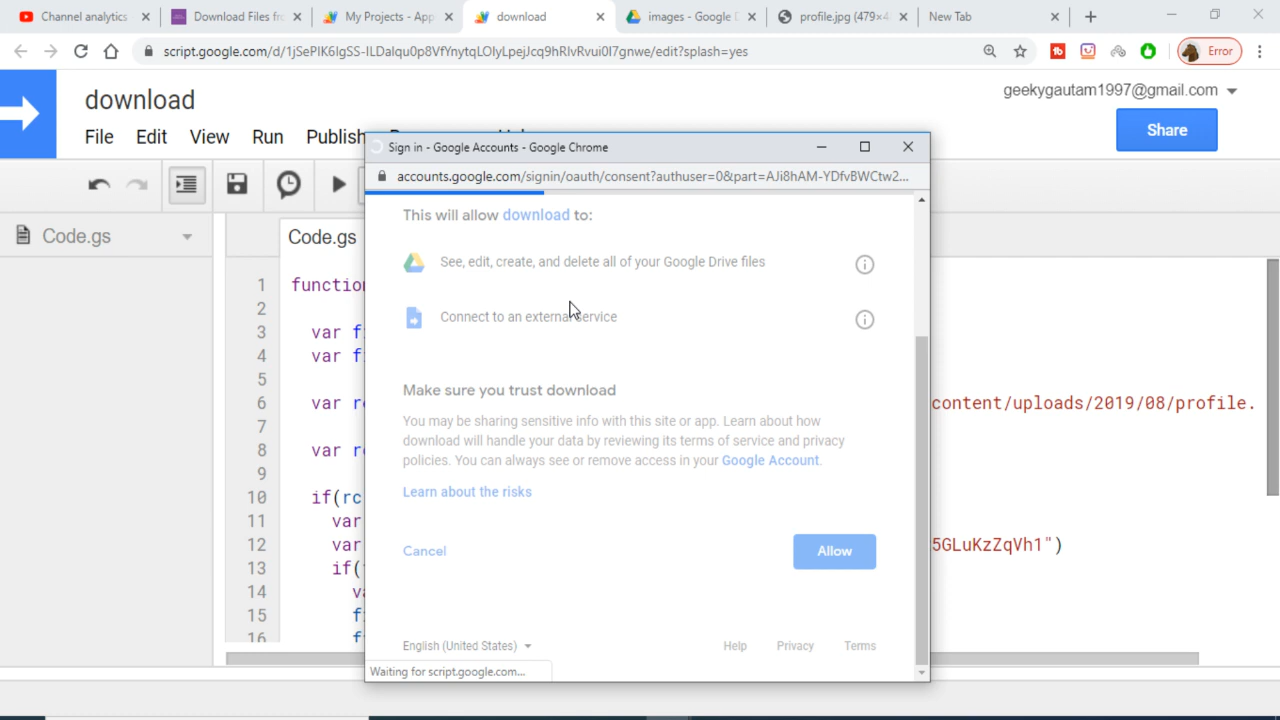 Channel analytics
Download Files fr
My Projects - App
download
images - Google D
profile.jpg (479×4
New Tab
script.google.com/d/1jSePIK6IgSS-ILDaIqu0p8VfYnytqLOIyLpejJcq9hRIvRvui0I7gnwe/edit?splash=yes
Error
download
geekygautam1997@gmail.com
File Edit View Run Publish
Share
Sign in - Google Accounts - Google Chrome
accounts.google.com/signin/oauth/consent?authuser=0&part=AJi8hAM-YDfvBWCtw2...
Code.gs
Code.gs
This will allow download to:
See, edit, create, and delete all of your Google Drive files
Connect to an external service
Make sure you trust download
You may be sharing sensitive info with this site or app. Learn about how
download will handle your data by reviewing its terms of service and privacy
policies. You can always see or remove access in your Google Account.
Learn about the risks
Cancel
Allow
English (United States)
Help Privacy Terms
Waiting for script.google.com...
1 function
2
3 var f
4 var f
5
6 var r content/uploads/2019/08/profile.
7
8 var r
9
10 if(rc
11 var
12 var 5GLuKzZqVh1")
13 if(
14 va
15 f
16 f